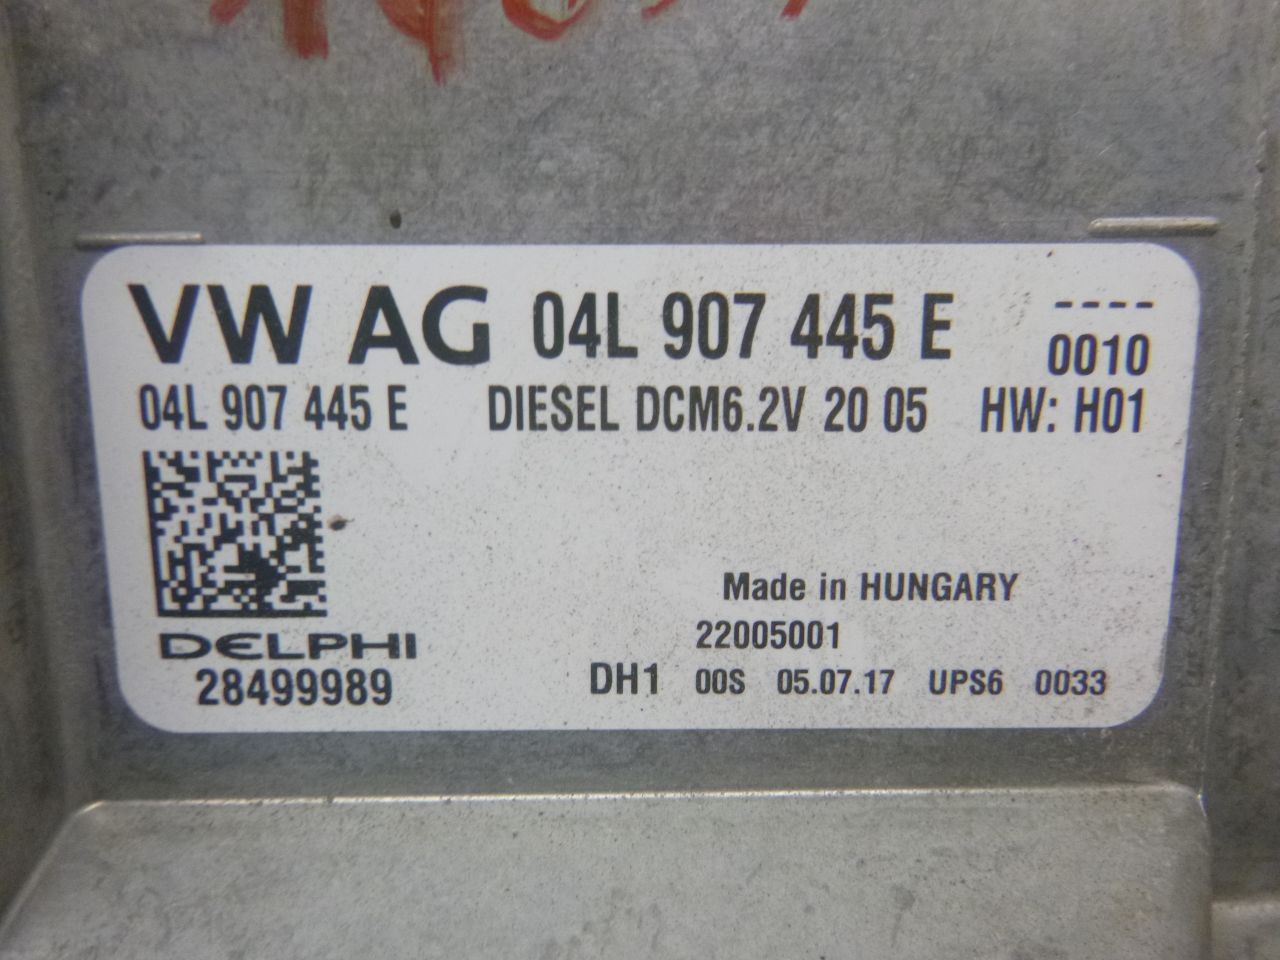 VW AG 04L 907 445 E ----
0010
04L 907 445 E DIESEL DCM6.2V 20 05 HW: H01
Made in HUNGARY
22005001
DELPHI
28499989
DH1 00S 05.07.17 UPS6 0033